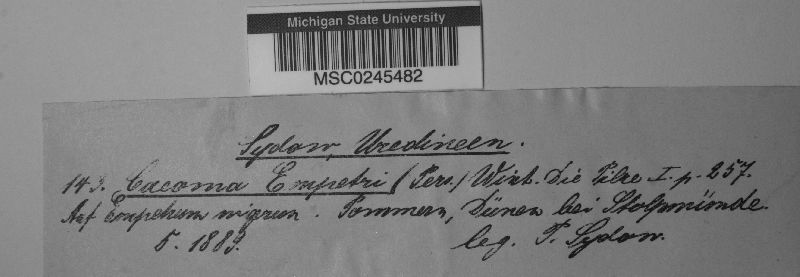 Michigan State University
MSC0245482
Sydow, Uredineen.
143. Caeoma Empetri (Pers.) Wint. Die Pilze I. p. 257.
Auf Empetrum nigrum. Pommern, Dünen bei Stolpmünde.
5. 1889. leg. P. Sydow.